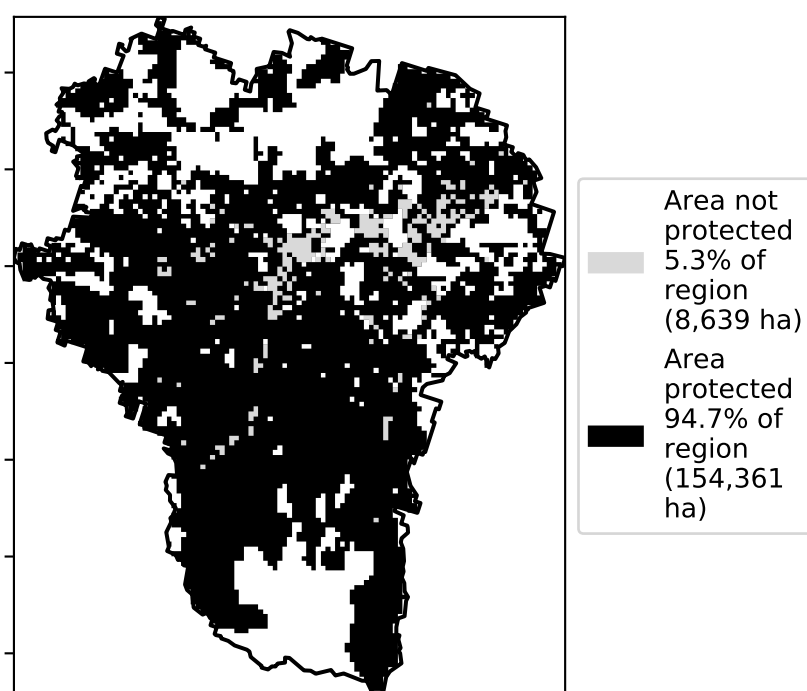 Area not
protected
5.3% of
region
(8,639 ha)
Area
protected
94.7% of
region
(154,361
ha)